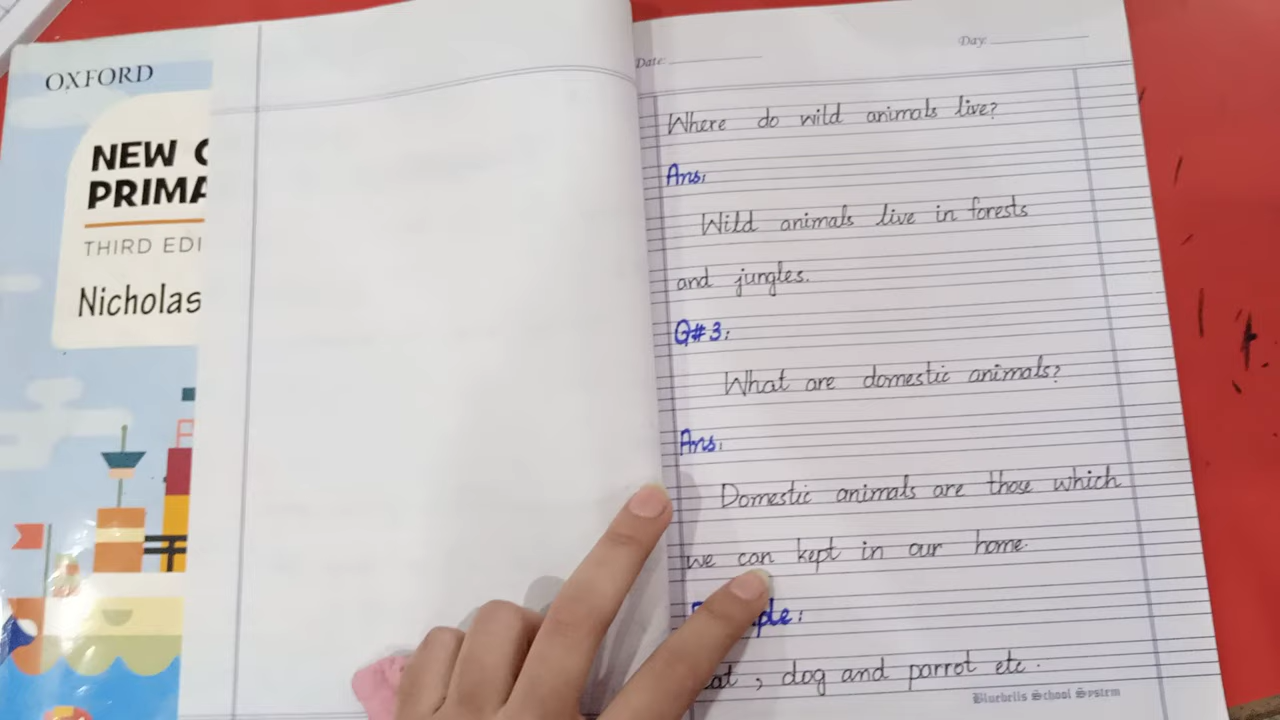 OXFORD
NEW
PRIMA
THIRD EDI
Nicholas
Date:
Day:
Where do wild animals live?
Ans:
Wild animals live in forests
and jungles.
Q#3:
What are domestic animals?
Ans:
Domestic animals are those which
we can kept in our home.
ple:
at, dog and parrot etc.
Bluebells School System